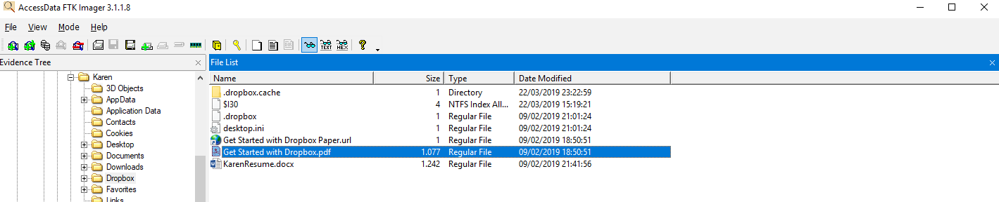 AccessData FTK Imager 3.1.1.8
File View Mode Help
TEXT HEX
Evidence Tree
File List
Karen
3D Objects
AppData
Application Data
Contacts
Cookies
Desktop
Documents
Downloads
Dropbox
Favorites
Links
Name Size Type Date Modified
.dropbox.cache 1 Directory 22/03/2019 23:22:59
$I30 4 NTFS Index All... 22/03/2019 15:19:21
.dropbox 1 Regular File 09/02/2019 21:01:24
desktop.ini 1 Regular File 09/02/2019 21:01:24
Get Started with Dropbox Paper.url 1 Regular File 09/02/2019 18:50:51
Get Started with Dropbox.pdf 1.077 Regular File 09/02/2019 18:50:51
KarenResume.docx 1.242 Regular File 09/02/2019 21:41:56